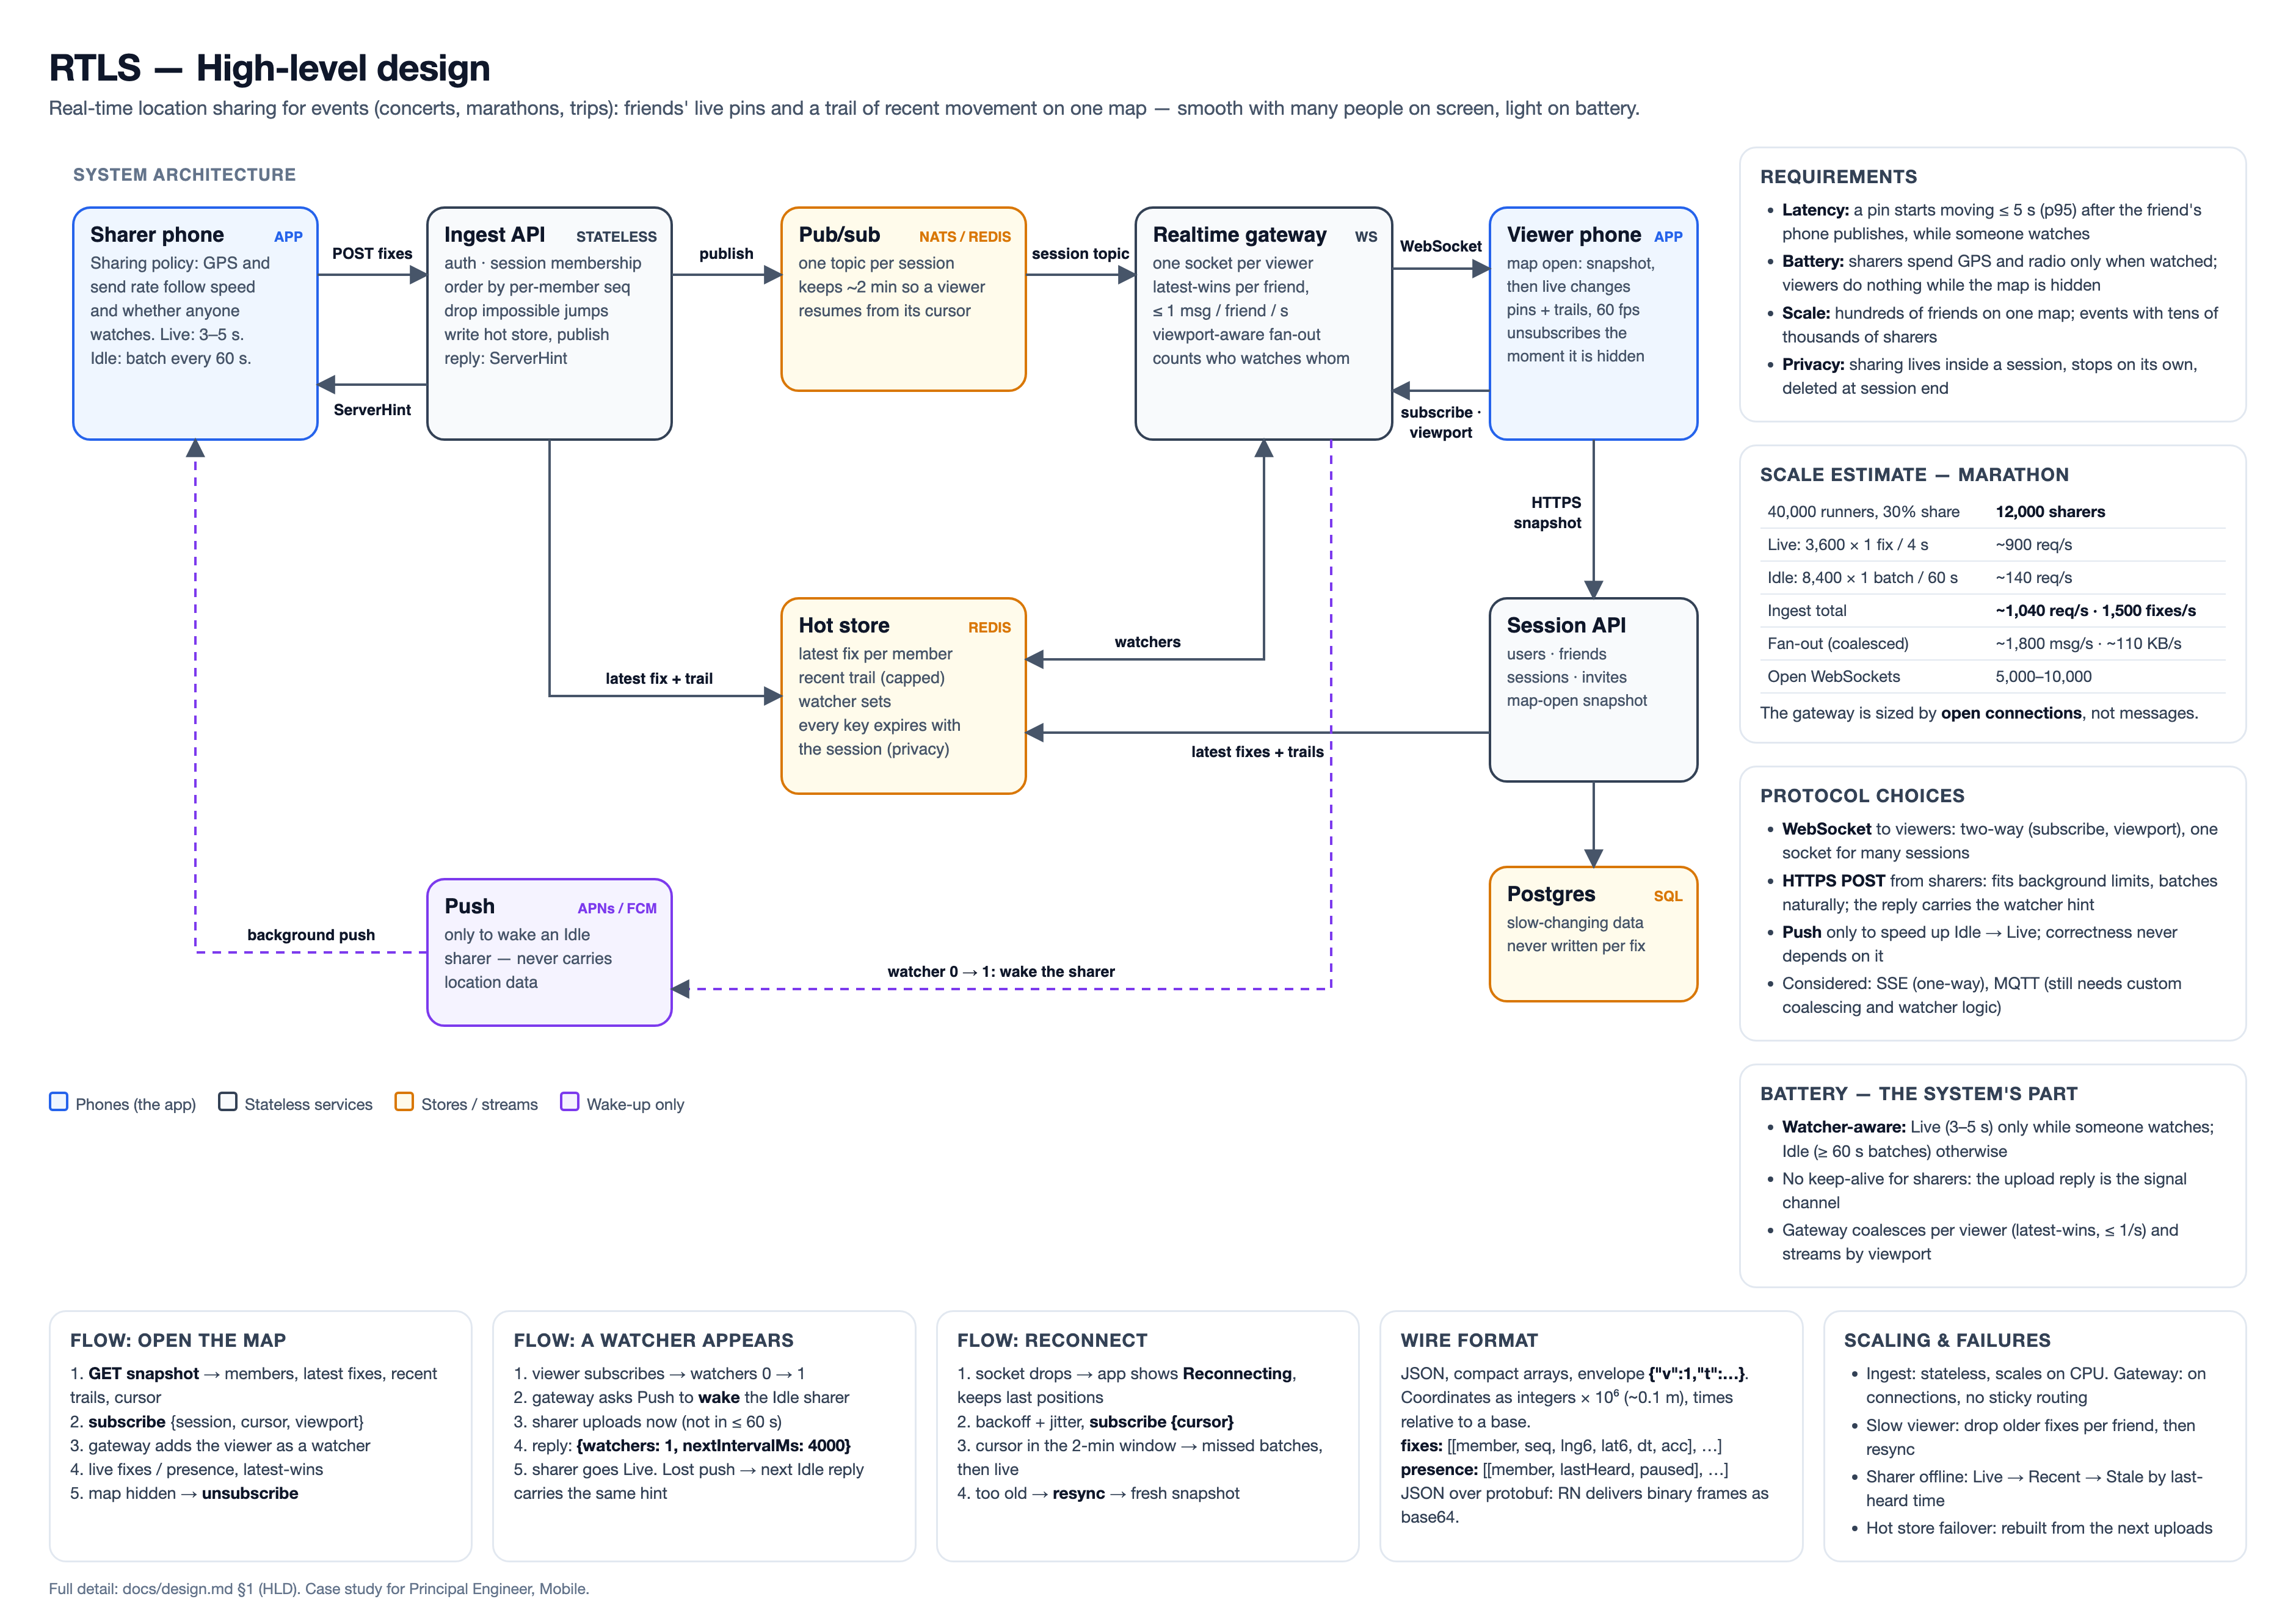 RTLS — High-level design
Real-time location sharing for events (concerts, marathons, trips): friends' live pins and a trail of recent movement on one map — smooth with many people on screen, light on battery.
SYSTEM ARCHITECTURE
Sharer phone APP
Sharing policy: GPS and
send rate follow speed
and whether anyone
watches. Live: 3–5 s.
Idle: batch every 60 s.
POST fixes
ServerHint
Ingest API STATELESS
auth · session membership
order by per-member seq
drop impossible jumps
write hot store, publish
reply: ServerHint
publish
Pub/sub NATS / REDIS
one topic per session
keeps ~2 min so a viewer
resumes from its cursor
session topic
Realtime gateway WS
one socket per viewer
latest-wins per friend,
≤ 1 msg / friend / s
viewport-aware fan-out
counts who watches whom
WebSocket
subscribe ·
viewport
Viewer phone APP
map open: snapshot,
then live changes
pins + trails, 60 fps
unsubscribes the
moment it is hidden
HTTPS
snapshot
latest fix + trail
Hot store REDIS
latest fix per member
recent trail (capped)
watcher sets
every key expires with
the session (privacy)
watchers
latest fixes + trails
Session API
users · friends
sessions · invites
map-open snapshot
background push
Push APNs / FCM
only to wake an Idle
sharer — never carries
location data
watcher 0 → 1: wake the sharer
Postgres SQL
slow-changing data
never written per fix
Phones (the app) Stateless services Stores / streams Wake-up only
REQUIREMENTS
• Latency: a pin starts moving ≤ 5 s (p95) after the friend's
phone publishes, while someone watches
• Battery: sharers spend GPS and radio only when watched;
viewers do nothing while the map is hidden
• Scale: hundreds of friends on one map; events with tens of
thousands of sharers
• Privacy: sharing lives inside a session, stops on its own,
deleted at session end
SCALE ESTIMATE — MARATHON
40,000 runners, 30% share 12,000 sharers
Live: 3,600 × 1 fix / 4 s ~900 req/s
Idle: 8,400 × 1 batch / 60 s ~140 req/s
Ingest total ~1,040 req/s · 1,500 fixes/s
Fan-out (coalesced) ~1,800 msg/s · ~110 KB/s
Open WebSockets 5,000–10,000
The gateway is sized by open connections, not messages.
PROTOCOL CHOICES
• WebSocket to viewers: two-way (subscribe, viewport), one
socket for many sessions
• HTTPS POST from sharers: fits background limits, batches
naturally; the reply carries the watcher hint
• Push only to speed up Idle → Live; correctness never
depends on it
• Considered: SSE (one-way), MQTT (still needs custom
coalescing and watcher logic)
BATTERY — THE SYSTEM'S PART
• Watcher-aware: Live (3–5 s) only while someone watches;
Idle (≥ 60 s batches) otherwise
• No keep-alive for sharers: the upload reply is the signal
channel
• Gateway coalesces per viewer (latest-wins, ≤ 1/s) and
streams by viewport
FLOW: OPEN THE MAP
1. GET snapshot → members, latest fixes, recent
trails, cursor
2. subscribe {session, cursor, viewport}
3. gateway adds the viewer as a watcher
4. live fixes / presence, latest-wins
5. map hidden → unsubscribe
FLOW: A WATCHER APPEARS
1. viewer subscribes → watchers 0 → 1
2. gateway asks Push to wake the Idle sharer
3. sharer uploads now (not in ≤ 60 s)
4. reply: {watchers: 1, nextIntervalMs: 4000}
5. sharer goes Live. Lost push → next Idle reply
carries the same hint
FLOW: RECONNECT
1. socket drops → app shows Reconnecting,
keeps last positions
2. backoff + jitter, subscribe {cursor}
3. cursor in the 2-min window → missed batches,
then live
4. too old → resync → fresh snapshot
WIRE FORMAT
JSON, compact arrays, envelope {"v":1,"t":...}.
Coordinates as integers × 10⁶ (~0.1 m), times
relative to a base.
fixes: [[member, seq, lng6, lat6, dt, acc], …]
presence: [[member, lastHeard, paused], …]
JSON over protobuf: RN delivers binary frames as
base64.
SCALING & FAILURES
• Ingest: stateless, scales on CPU. Gateway: on
connections, no sticky routing
• Slow viewer: drop older fixes per friend, then
resync
• Sharer offline: Live → Recent → Stale by last-
heard time
• Hot store failover: rebuilt from the next uploads
Full detail: docs/design.md §1 (HLD). Case study for Principal Engineer, Mobile.